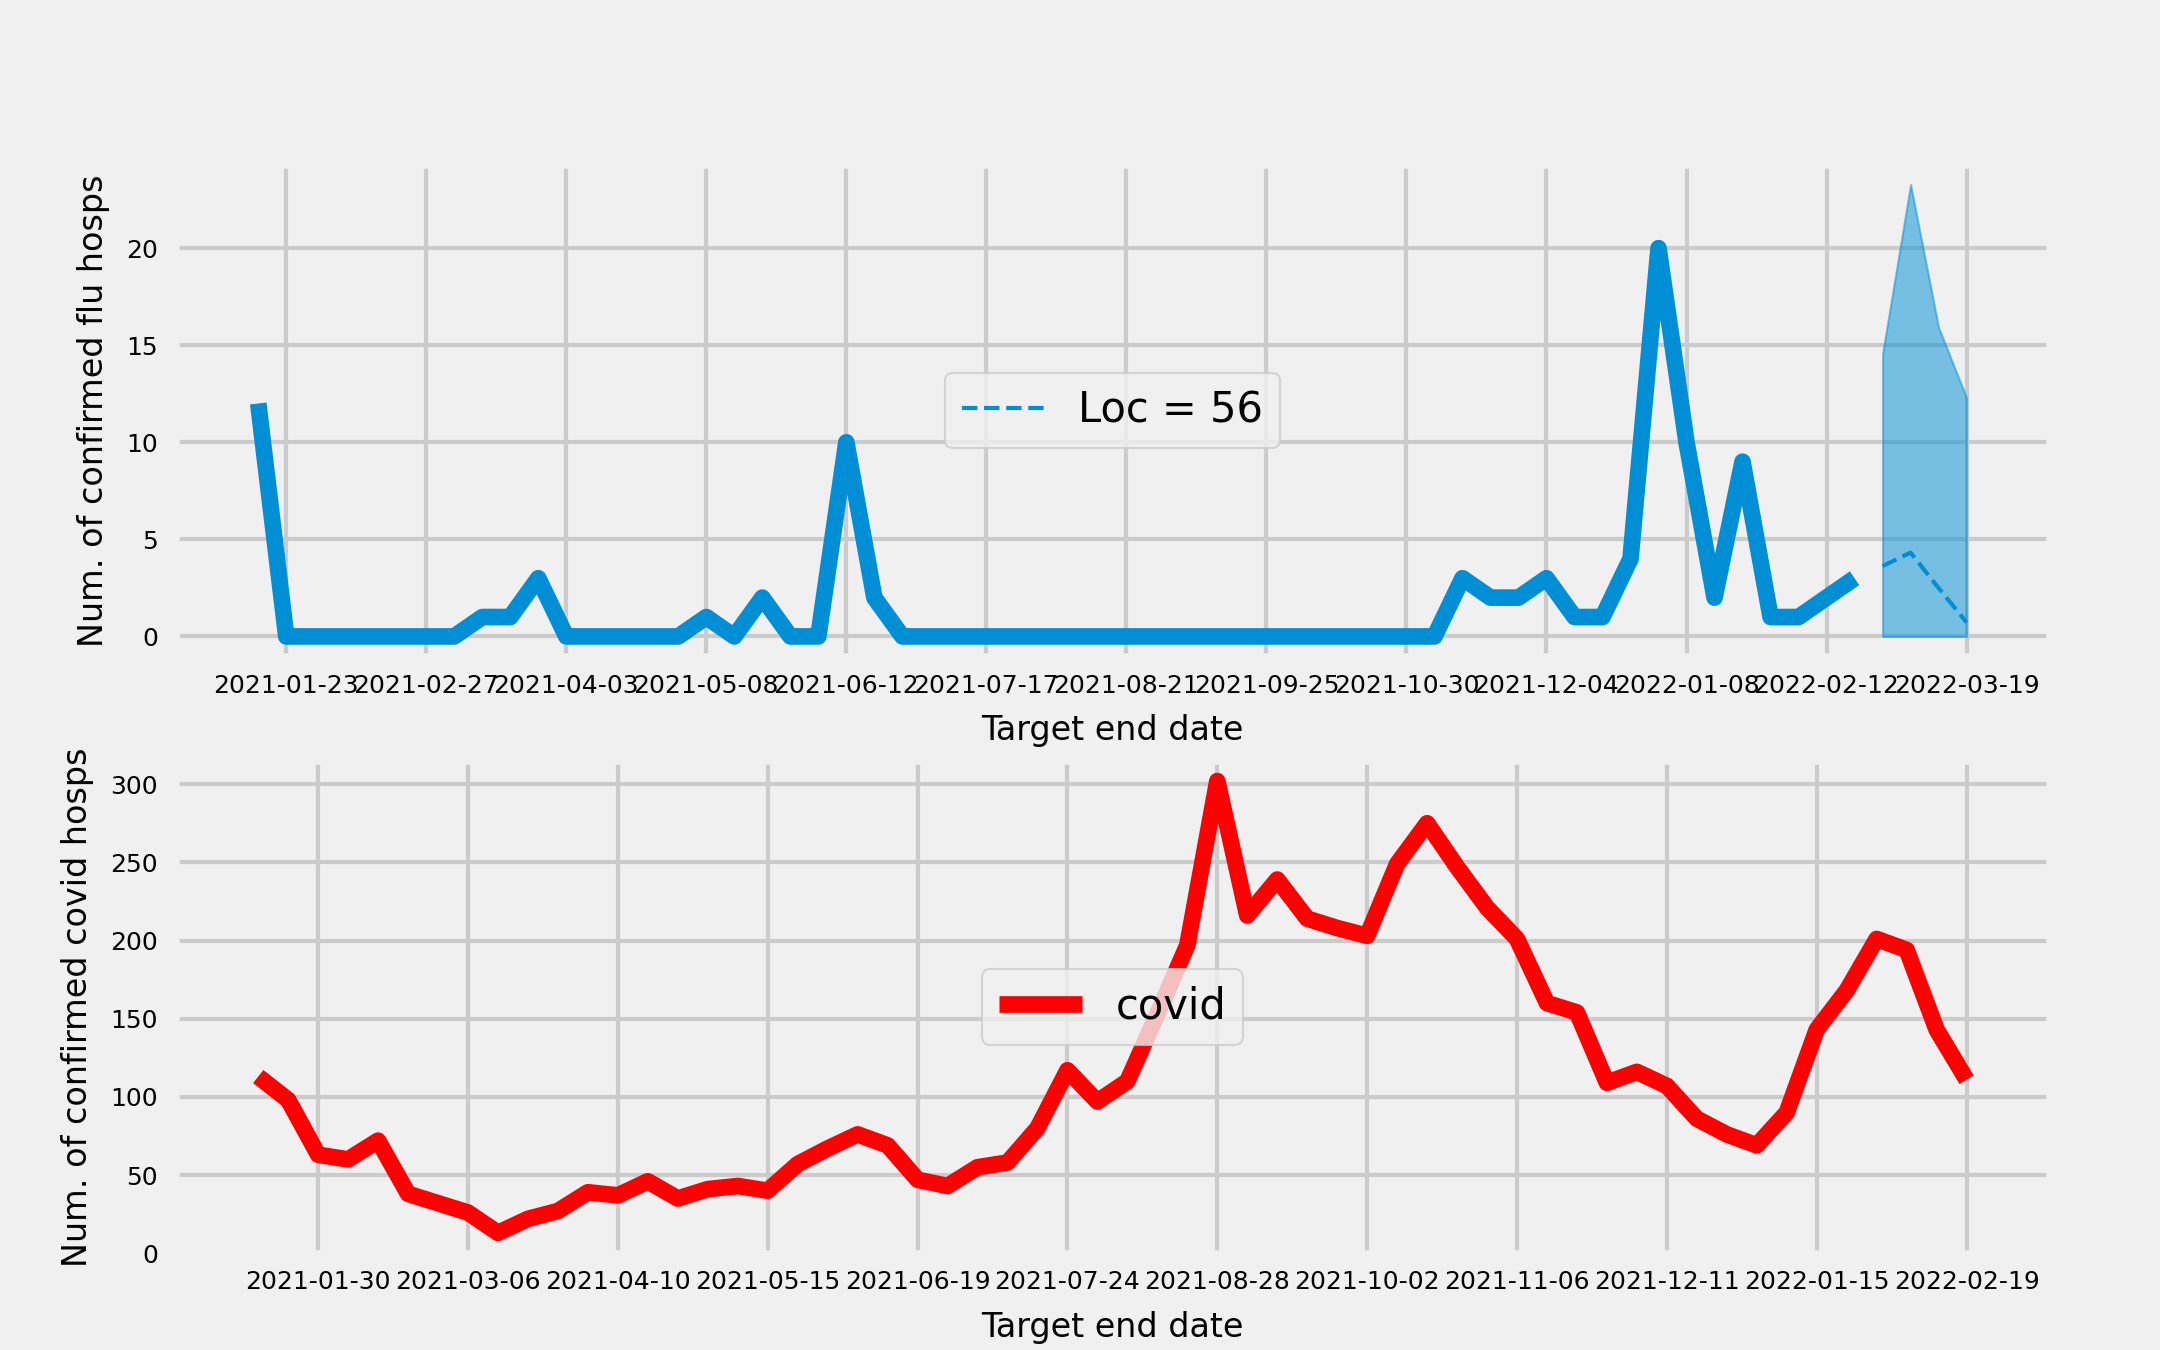 Num. of confirmed flu hosps
20
15
10
5
0
Loc = 56
2021-01-23 2021-02-27 2021-04-03 2021-05-08 2021-06-12 2021-07-17 2021-08-21 2021-09-25 2021-10-30 2021-12-04 2022-01-08 2022-02-12 2022-03-19
Target end date
Num. of confirmed covid hosps
300
250
200
150
100
50
0
covid
2021-01-30 2021-03-06 2021-04-10 2021-05-15 2021-06-19 2021-07-24 2021-08-28 2021-10-02 2021-11-06 2021-12-11 2022-01-15 2022-02-19
Target end date